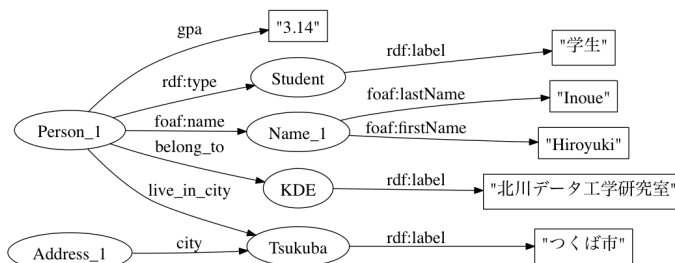 gpa
"3.14"
rdf:label
"学生"
rdf:type
Student
foaf:lastName
"Inoue"
Person_1
foaf:name
Name_1
foaf:firstName
"Hiroyuki"
belong_to
KDE
rdf:label
"北川データ工学研究室"
live_in_city
Address_1
city
Tsukuba
rdf:label
"つくば市"